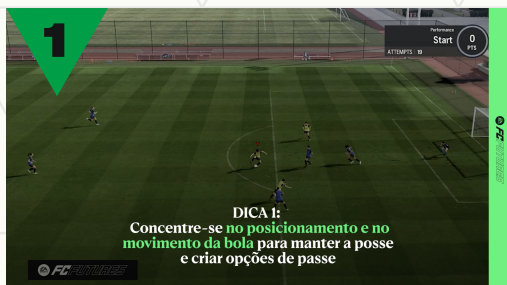 1
Performance
Start
0
PTS
ATTEMPTS 19
DICA 1:
Concentre-se no posicionamento e no
movimento da bola para manter a posse
e criar opções de passe
FC FUTURES
FC FUTURES